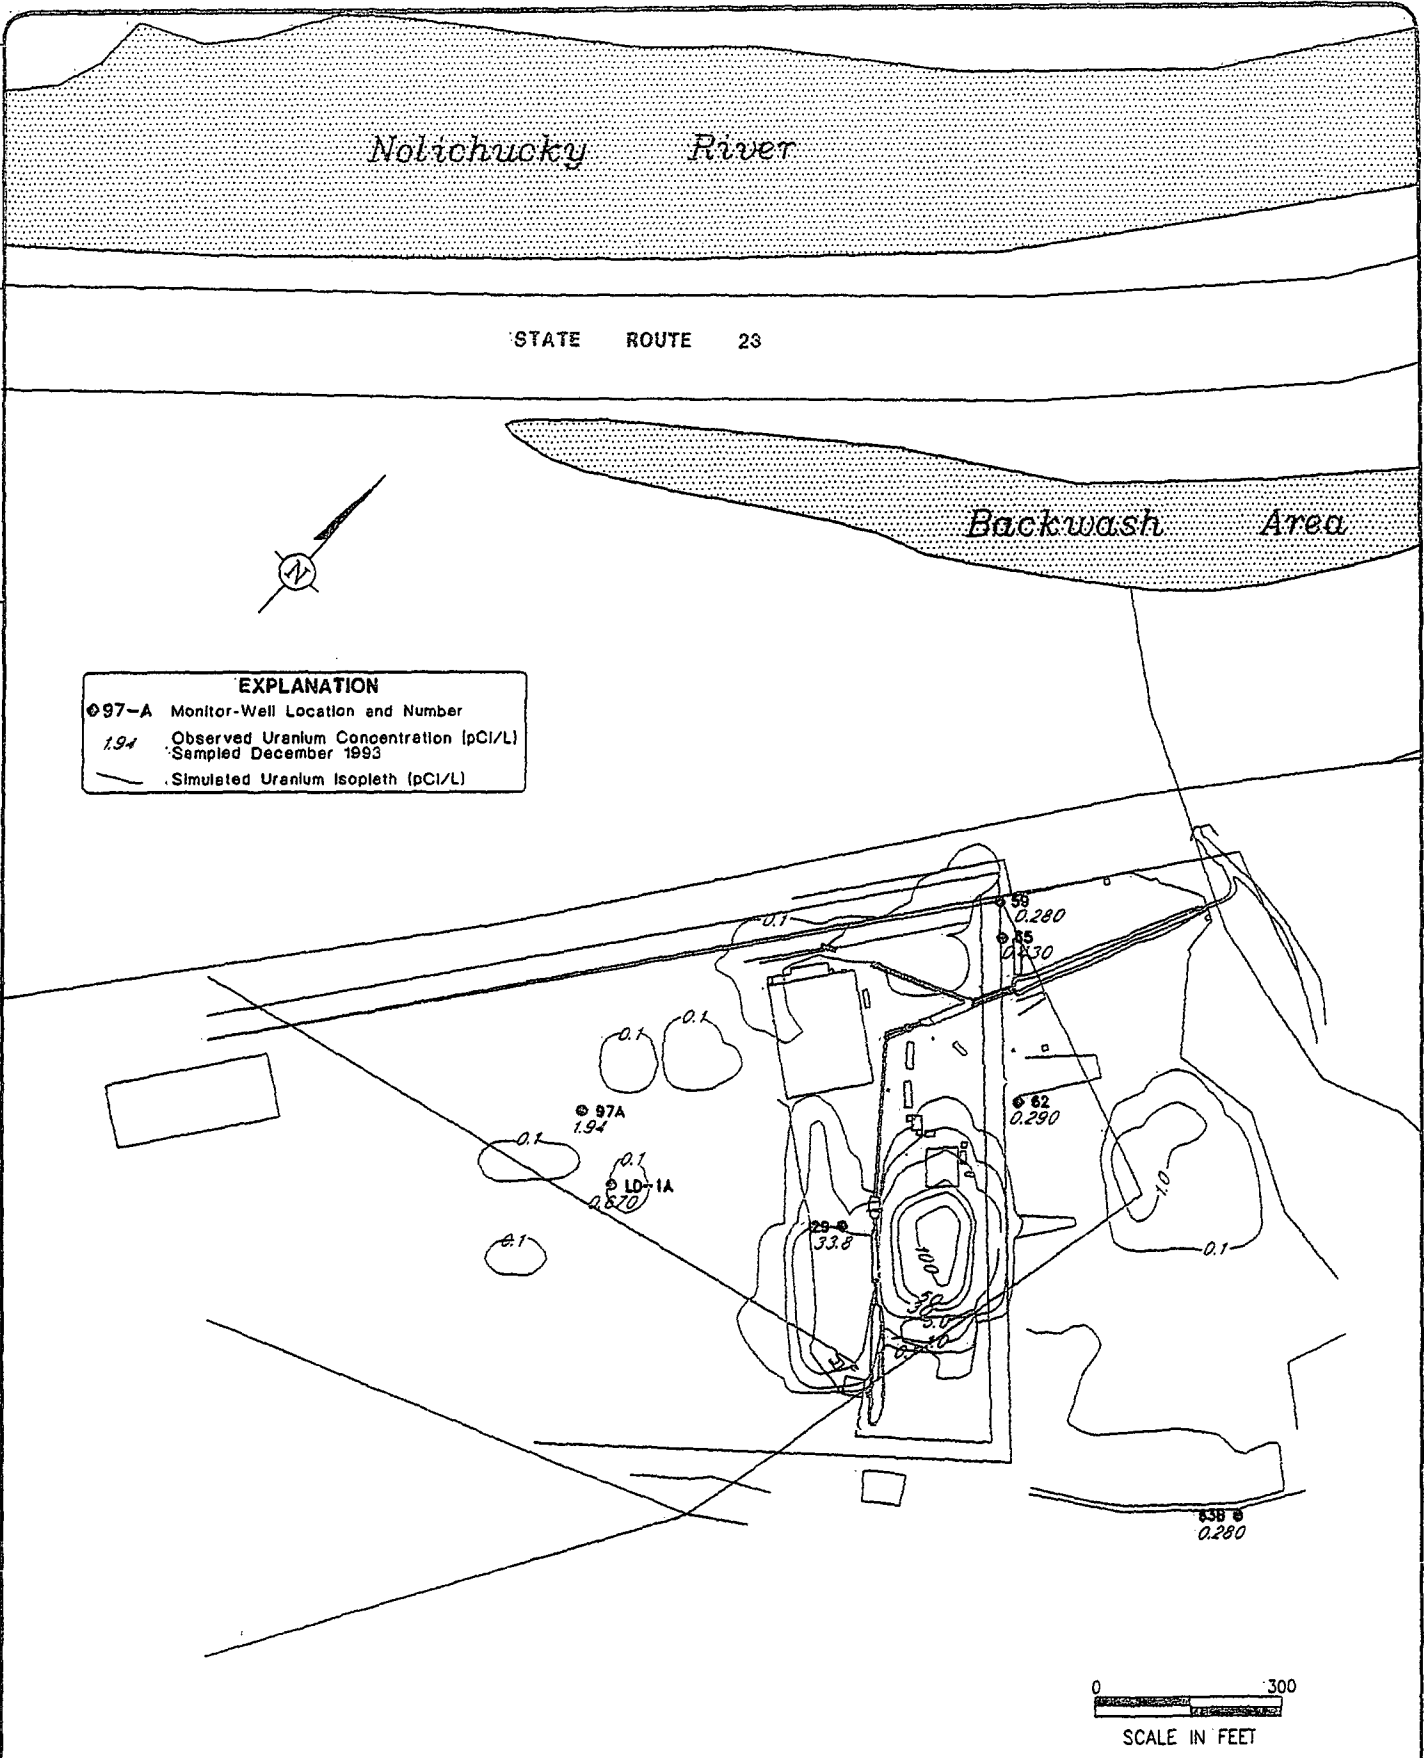 Nolichucky River
STATE ROUTE 23
Backwash Area
N
EXPLANATION
97-A Monitor-Well Location and Number
1.94 Observed Uranium Concentration (pCi/L)
Sampled December 1993
Simulated Uranium Isopleth (pCi/L)
59
0.280
0.1
0.1
0.1
62
0.290
97A
1.94
0.1
0.1
LD-1A
0.670
1.0
29
33.8
0.1
0.1
100
50
5.0
1.0
63B
0.280
0 300
SCALE IN FEET